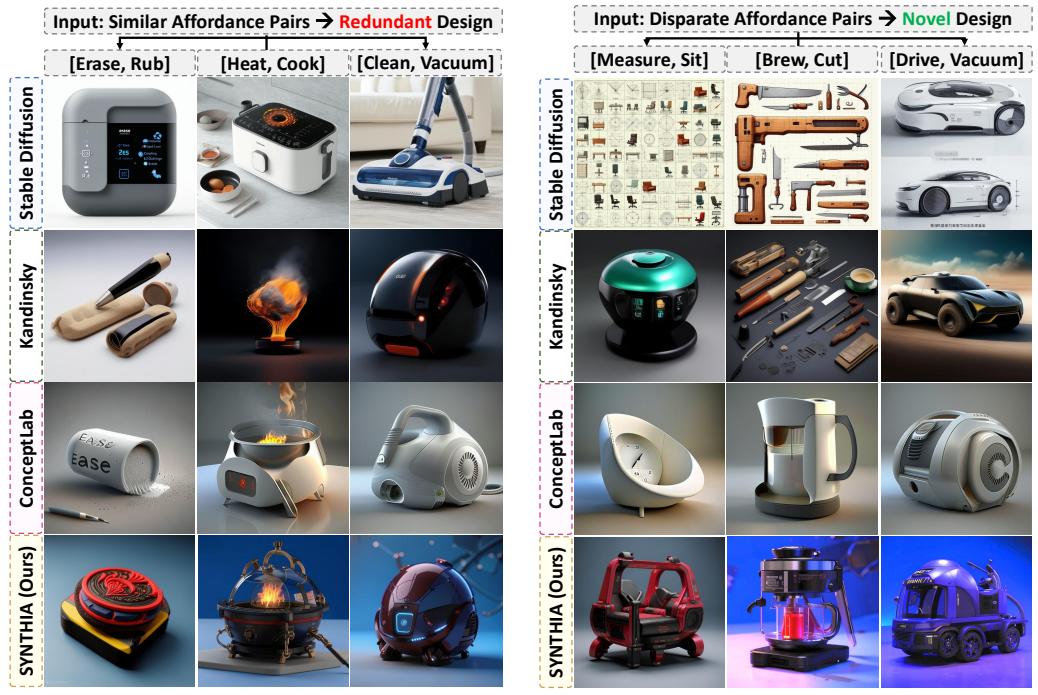 Input: Similar Affordance Pairs → Redundant Design
[Erase, Rub]
[Heat, Cook]
[Clean, Vacuum]
Stable Diffusion
Kandinsky
ConceptLab
SYNTHIA (Ours)
EASE
Ease
Input: Disparate Affordance Pairs → Novel Design
[Measure, Sit]
[Brew, Cut]
[Drive, Vacuum]
Stable Diffusion
Kandinsky
ConceptLab
SYNTHIA (Ours)